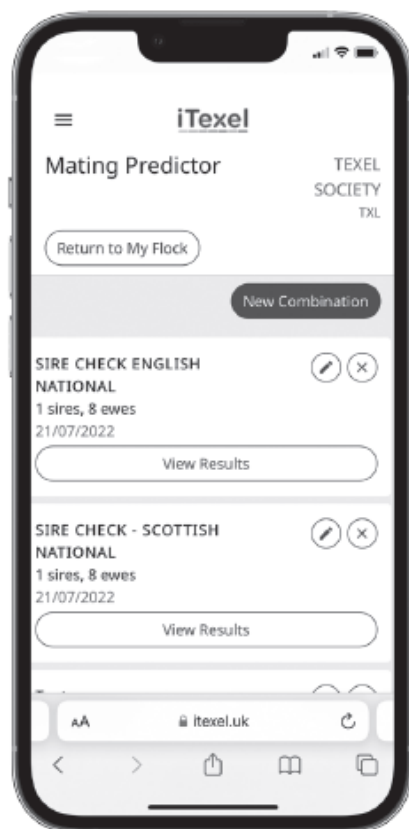 iTexel
Mating Predictor
TEXEL
SOCIETY
TXL
Return to My Flock
New Combination
SIRE CHECK ENGLISH
NATIONAL
1 sires, 8 ewes
21/07/2022
View Results
SIRE CHECK - SCOTTISH
NATIONAL
1 sires, 8 ewes
21/07/2022
View Results
AA
itexel.uk